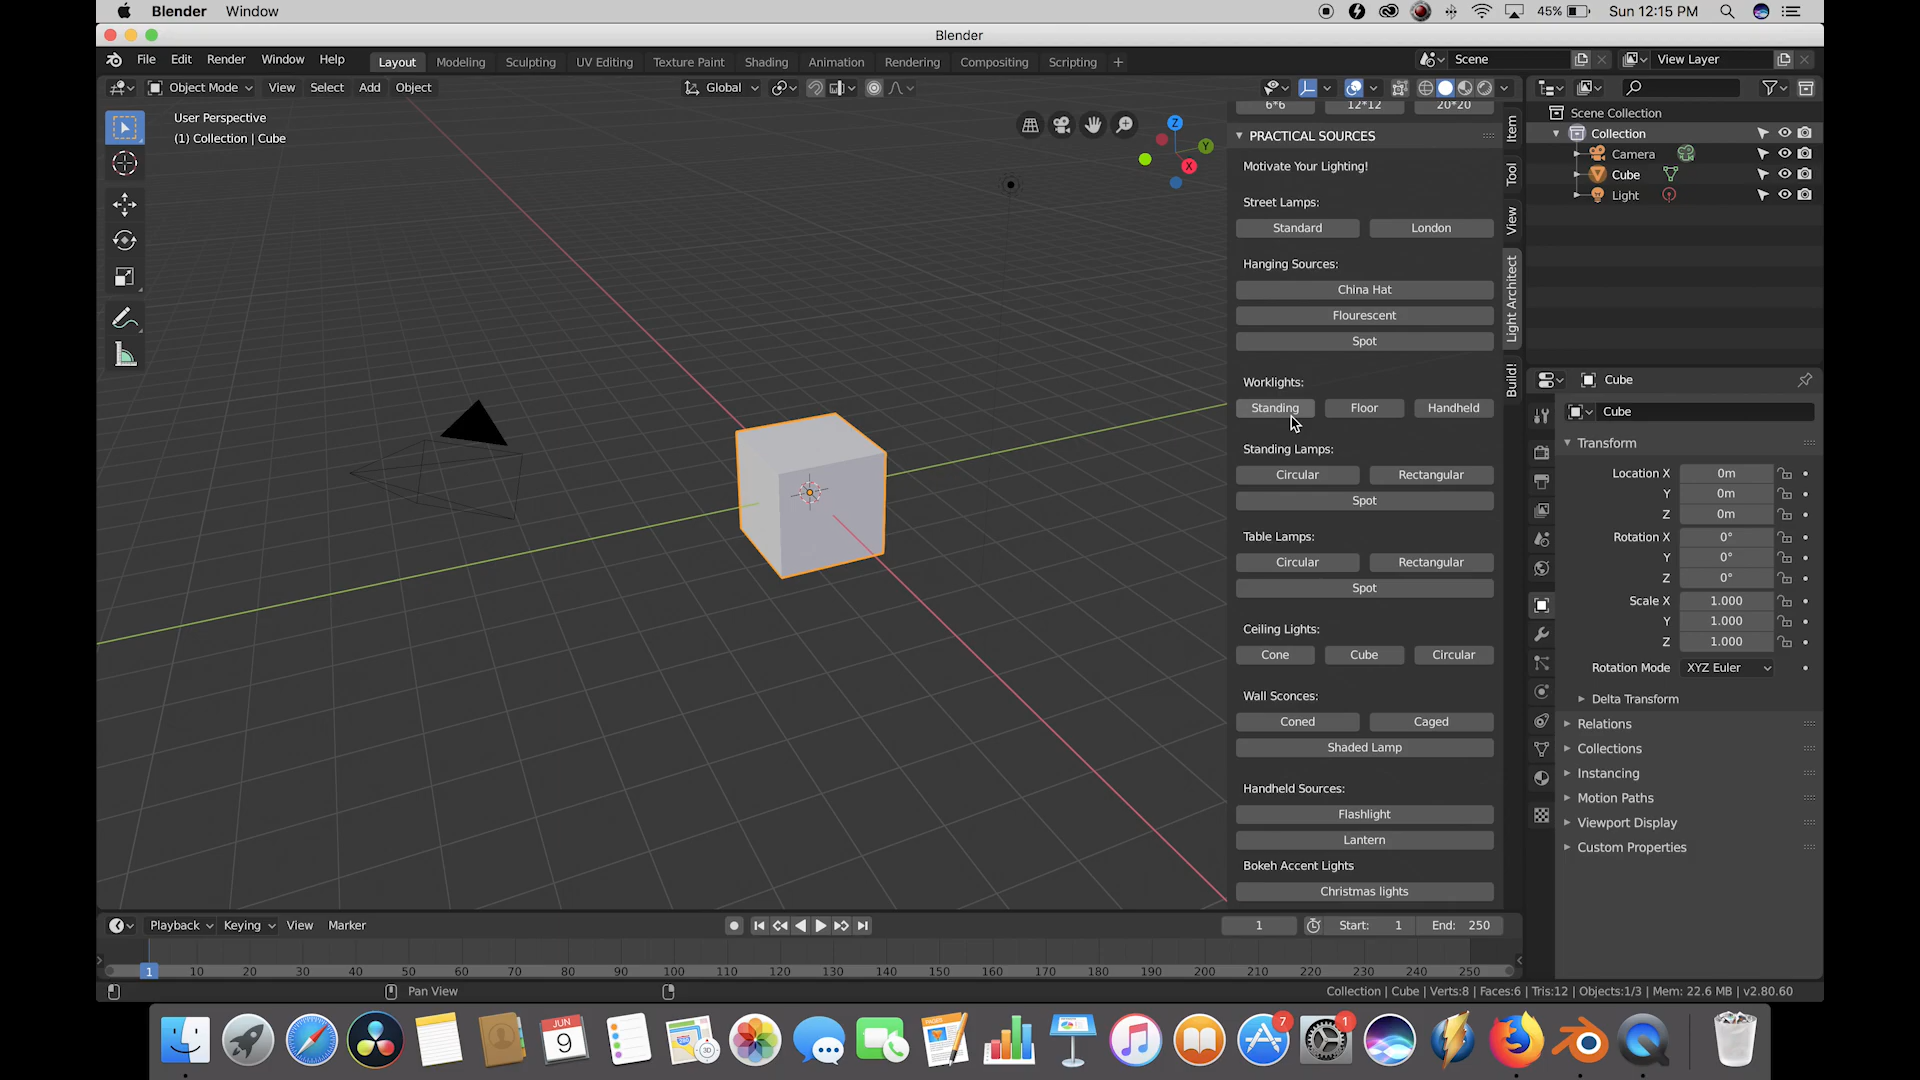 Blender Window 45% Sun 12:15 PM
Blender
File Edit Render Window Help Layout Modeling Sculpting UV Editing Texture Paint Shading Animation Rendering Compositing Scripting + Scene View Layer
Object Mode View Select Add Object Global
User Perspective
(1) Collection | Cube
Z
Y
X
6*6 12*12 20*20
PRACTICAL SOURCES
Motivate Your Lighting!
Street Lamps:
Standard London
Hanging Sources:
China Hat
Flourescent
Spot
Worklights:
Standing Floor Handheld
Standing Lamps:
Circular Rectangular
Spot
Table Lamps:
Circular Rectangular
Spot
Ceiling Lights:
Cone Cube Circular
Wall Sconces:
Coned Caged
Shaded Lamp
Handheld Sources:
Flashlight
Lantern
Bokeh Accent Lights
Christmas lights
Item
Tool
View
Light Architect
Build!
Scene Collection
Collection
Camera
Cube
Light
Cube
Cube
Transform
Location X 0m
Y 0m
Z 0m
Rotation X 0°
Y 0°
Z 0°
Scale X 1.000
Y 1.000
Z 1.000
Rotation Mode XYZ Euler
Delta Transform
Relations
Collections
Instancing
Motion Paths
Viewport Display
Custom Properties
Playback Keying View Marker 1 Start: 1 End: 250
1 10 20 30 40 50 60 70 80 90 100 110 120 130 140 150 160 170 180 190 200 210 220 230 240 250
Pan View Collection | Cube | Verts:8 | Faces:6 | Tris:12 | Objects:1/3 | Mem: 22.6 MB | v2.80.60
JUN
9
3D
7
1